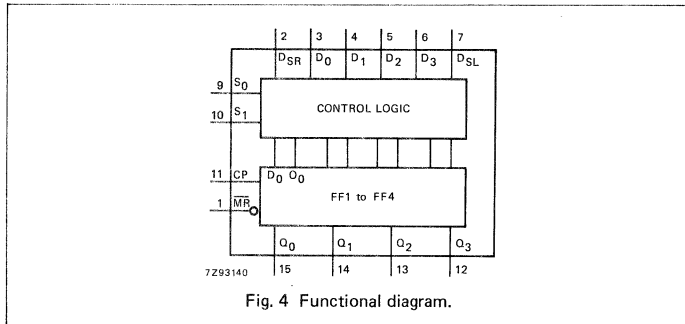 2 3 4 5 6 7
DSR D0 D1 D2 D3 DSL
9 S0
CONTROL LOGIC
10 S1
D0 O0
11 CP
FF1 to FF4
1 MR
Q0 Q1 Q2 Q3
7Z93140 15 14 13 12
Fig. 4 Functional diagram.